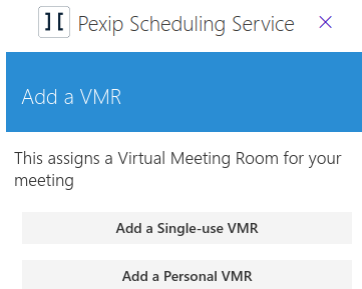 Pexip Scheduling Service
Add a VMR
This assigns a Virtual Meeting Room for your
meeting
Add a Single-use VMR
Add a Personal VMR